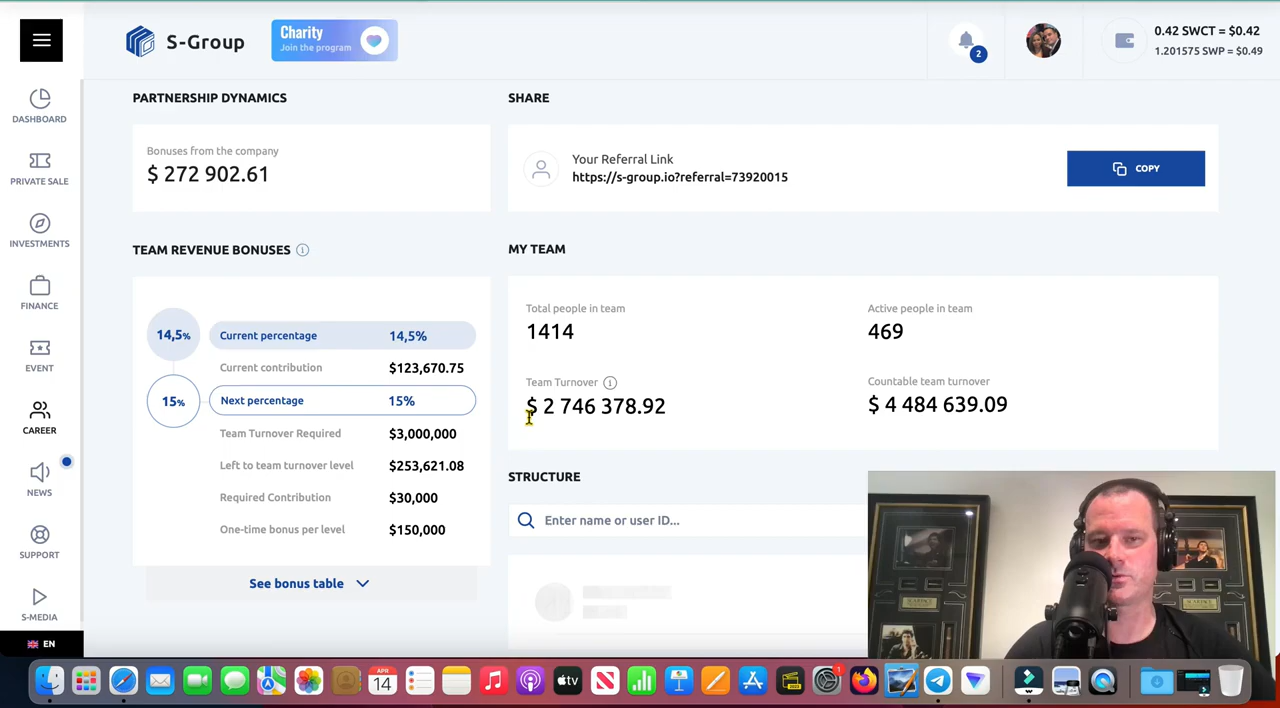 S-Group
Charity
Join the program
2
0.42 SWCT = $0.42
1.201575 SWP = $0.49
DASHBOARD
PRIVATE SALE
INVESTMENTS
FINANCE
EVENT
CAREER
NEWS
SUPPORT
S-MEDIA
EN
PARTNERSHIP DYNAMICS
Bonuses from the company
$ 272 902.61
SHARE
Your Referral Link
https://s-group.io?referral=73920015
COPY
TEAM REVENUE BONUSES
14,5%
Current percentage 14,5%
Current contribution $123,670.75
15%
Next percentage 15%
Team Turnover Required $3,000,000
Left to team turnover level $253,621.08
Required Contribution $30,000
One-time bonus per level $150,000
See bonus table
MY TEAM
Total people in team
1414
Active people in team
469
Team Turnover
$ 2 746 378.92
Countable team turnover
$ 4 484 639.09
STRUCTURE
Enter name or user ID...
SCARFACE
APR
14
tv
1